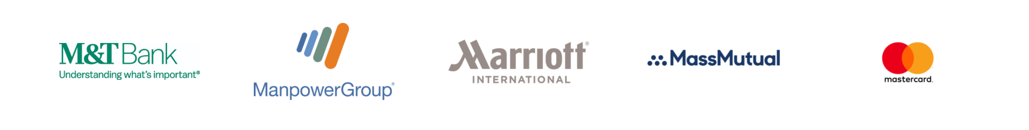 M&T Bank
Understanding what's important®
ManpowerGroup®
Marriott®
INTERNATIONAL
MassMutual
mastercard.